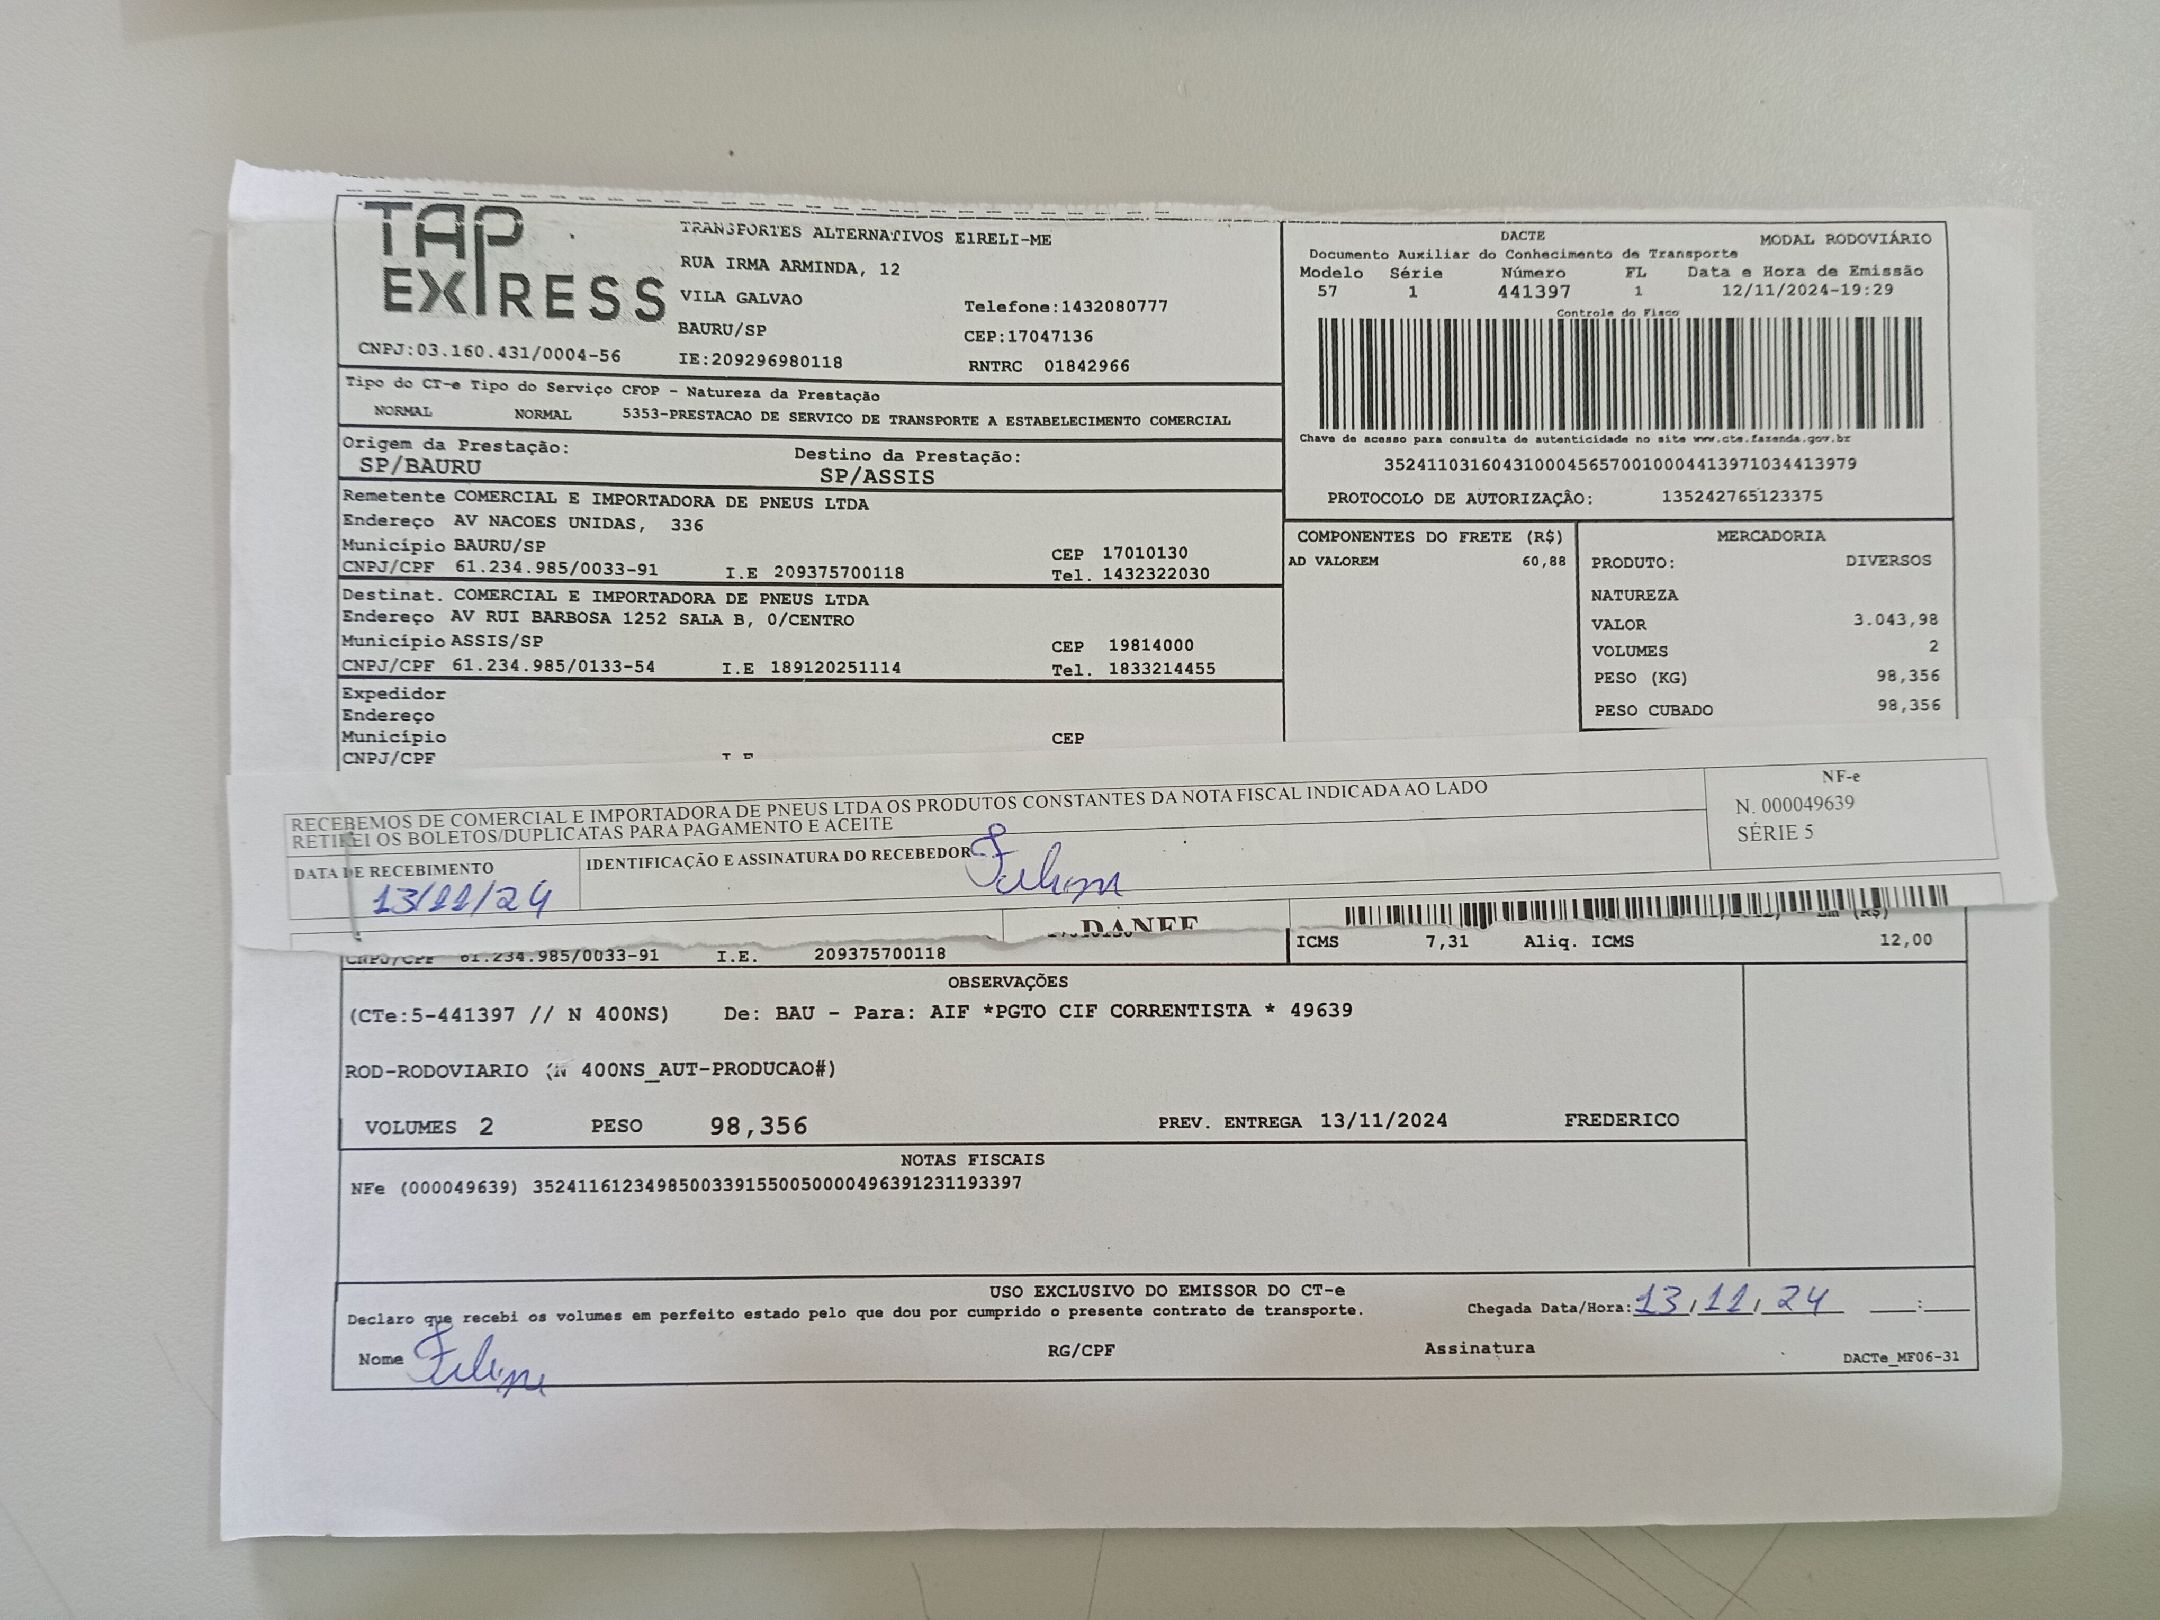 TAP
EXPRESS
TRANSPORTES ALTERNATIVOS EIRELI-ME
RUA IRMA ARMINDA, 12
VILA GALVAO
Telefone:1432080777
BAURU/SP
CEP:17047136
CNPJ:03.160.431/0004-56
IE:209296980118
RNTRC 01842966
DACTE
MODAL RODOVIÁRIO
Documento Auxiliar do Conhecimento de Transporte
Modelo Série Número FL Data e Hora de Emissão
57 1 441397 1 12/11/2024-19:29
Controle do Fisco
Chave de acesso para consulta de autenticidade no site www.cte.fazenda.gov.br
35241103160431000456570010004413971034413979
PROTOCOLO DE AUTORIZAÇÃO: 135242765123375
Tipo do CT-e Tipo do Serviço CFOP - Natureza da Prestação
NORMAL NORMAL 5353-PRESTACAO DE SERVICO DE TRANSPORTE A ESTABELECIMENTO COMERCIAL
Origem da Prestação: Destino da Prestação:
SP/BAURU SP/ASSIS
Remetente COMERCIAL E IMPORTADORA DE PNEUS LTDA
Endereço AV NACOES UNIDAS, 336
Município BAURU/SP CEP 17010130
CNPJ/CPF 61.234.985/0033-91 I.E 209375700118 Tel. 1432322030
Destinat. COMERCIAL E IMPORTADORA DE PNEUS LTDA
Endereço AV RUI BARBOSA 1252 SALA B, 0/CENTRO
Município ASSIS/SP CEP 19814000
CNPJ/CPF 61.234.985/0133-54 I.E 189120251114 Tel. 1833214455
Expedidor
Endereço
Município CEP
CNPJ/CPF
COMPONENTES DO FRETE (R$)
AD VALOREM 60,88
MERCADORIA
PRODUTO: DIVERSOS
NATUREZA
VALOR 3.043,98
VOLUMES 2
PESO (KG) 98,356
PESO CUBADO 98,356
RECEBEMOS DE COMERCIAL E IMPORTADORA DE PNEUS LTDA OS PRODUTOS CONSTANTES DA NOTA FISCAL INDICADA AO LADO
RETIREI OS BOLETOS/DUPLICATAS PARA PAGAMENTO E ACEITE
NF-e
N. 000049639
SÉRIE 5
DATA DE RECEBIMENTO
13/11/24
IDENTIFICAÇÃO E ASSINATURA DO RECEBEDOR
DANFE
CNPJ/CPF 61.234.985/0033-91 I.E. 209375700118
ICMS 7,31 Aliq. ICMS 12,00
OBSERVAÇÕES
(CTe:5-441397 // N 400NS) De: BAU - Para: AIF *PGTO CIF CORRENTISTA * 49639
ROD-RODOVIARIO (N 400NS_AUT-PRODUCAO#)
VOLUMES 2 PESO 98,356 PREV. ENTREGA 13/11/2024 FREDERICO
NOTAS FISCAIS
NFe (000049639) 35241161234985003391550050000496391231193397
USO EXCLUSIVO DO EMISSOR DO CT-e
Declaro que recebi os volumes em perfeito estado pelo que dou por cumprido o presente contrato de transporte.
Chegada Data/Hora: 13/11/24 __:__
Nome RG/CPF Assinatura
DACTe_MF06-31